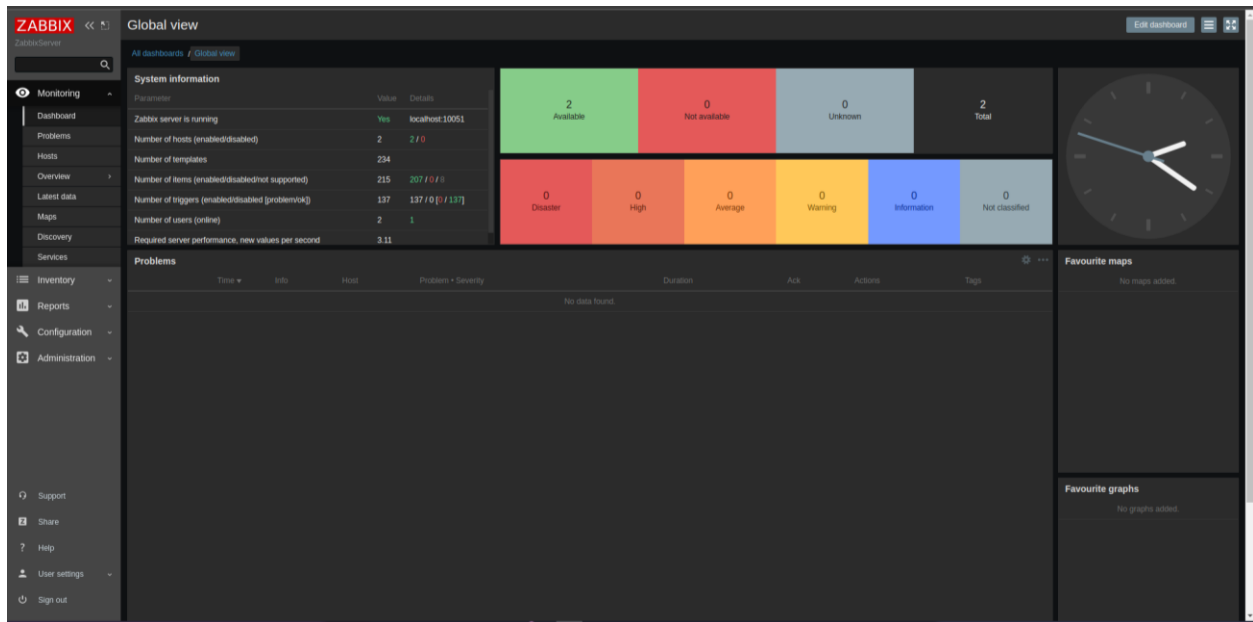 ZABBIX
ZabbixServer
Monitoring
Dashboard
Problems
Hosts
Overview
Latest data
Maps
Discovery
Services
Inventory
Reports
Configuration
Administration
Support
Share
Help
User settings
Sign out
Global view
Edit dashboard
All dashboards / Global view
System information
Parameter Value Details
Zabbix server is running Yes localhost:10051
Number of hosts (enabled/disabled) 2 2 / 0
Number of templates 234
Number of items (enabled/disabled/not supported) 215 207 / 0 / 8
Number of triggers (enabled/disabled [problem/ok]) 137 137 / 0 [0 / 137]
Number of users (online) 2 1
Required server performance, new values per second 3.11
2 Available
0 Not available
0 Unknown
2 Total
0 Disaster
0 High
0 Average
0 Warning
0 Information
0 Not classified
Problems
Time Info Host Problem • Severity Duration Ack Actions Tags
No data found.
Favourite maps
No maps added.
Favourite graphs
No graphs added.